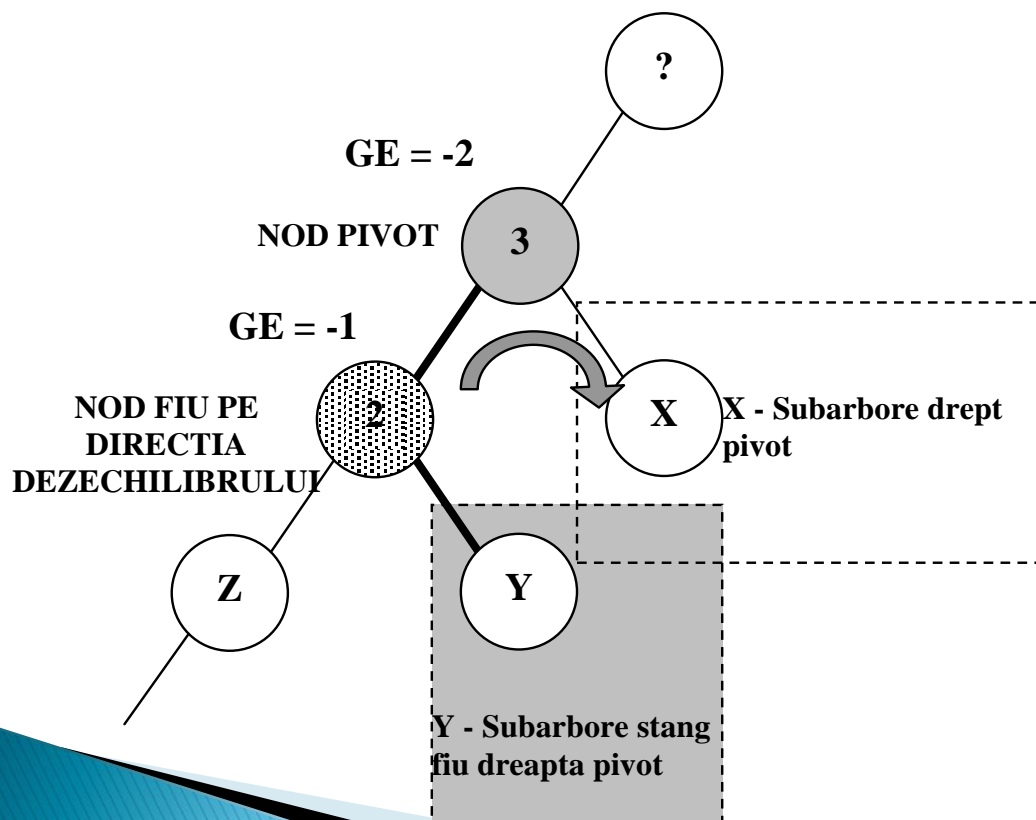 ?
GE = -2
NOD PIVOT
3
GE = -1
NOD FIU PE
DIRECTIA
DEZECHILIBRULUI
2
X
X - Subarbore drept
pivot
Z
Y
Y - Subarbore stang
fiu dreapta pivot